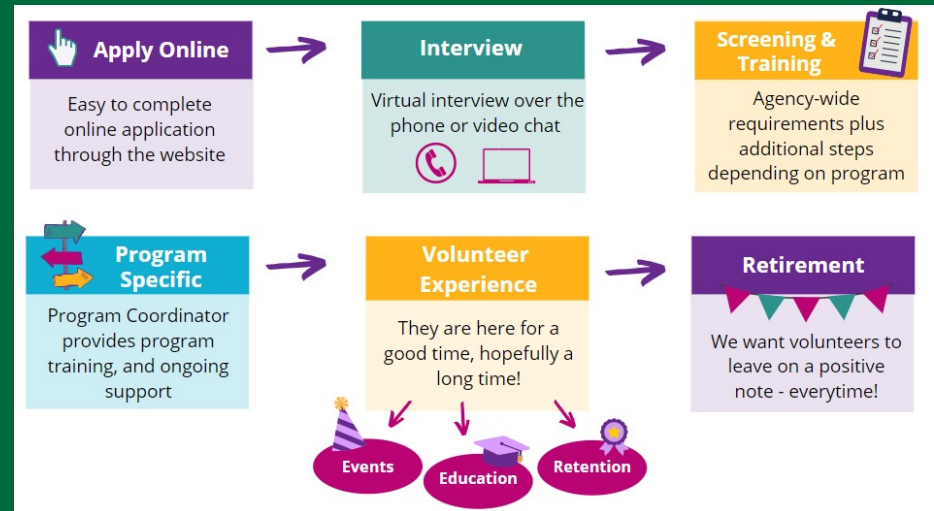 Apply Online
Easy to complete
online application
through the website
Interview
Virtual interview over the
phone or video chat
Screening &
Training
Agency-wide
requirements plus
additional steps
depending on program
Program
Specific
Program Coordinator
provides program
training, and ongoing
support
Volunteer
Experience
They are here for a
good time, hopefully a
long time!
Retirement
We want volunteers to
leave on a positive
note - everytime!
Events
Education
Retention